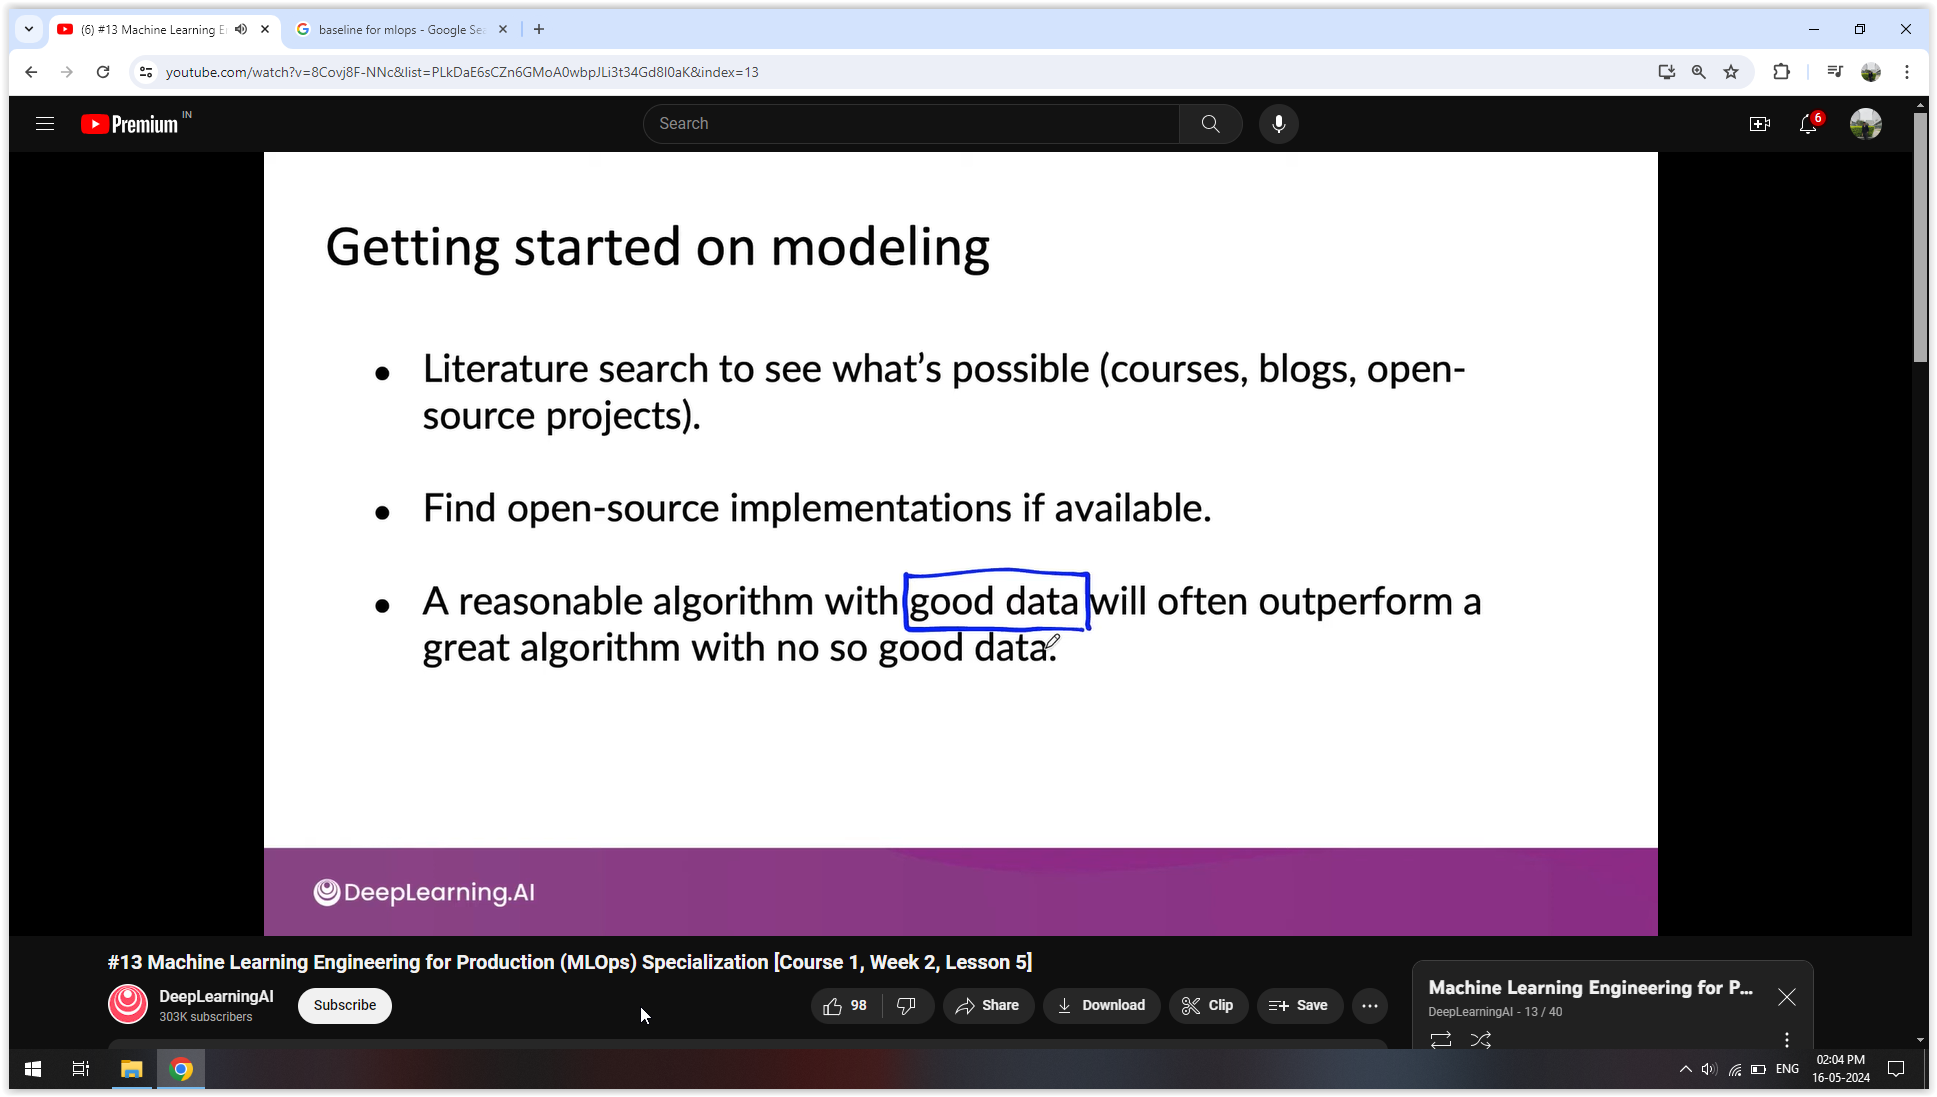 (6) #13 Machine Learning E
baseline for mlops - Google Se
youtube.com/watch?v=8Covj8F-NNc&list=PLkDaE6sCZn6GMoA0wbpJLi3t34Gd8l0aK&index=13
Premium IN
Search
6
Getting started on modeling
● Literature search to see what's possible (courses, blogs, open-
source projects).
● Find open-source implementations if available.
● A reasonable algorithm with good data will often outperform a
great algorithm with no so good data.
DeepLearning.AI
#13 Machine Learning Engineering for Production (MLOps) Specialization [Course 1, Week 2, Lesson 5]
DeepLearningAI
303K subscribers
Subscribe
98
Share
Download
Clip
Save
Machine Learning Engineering for P...
DeepLearningAI - 13 / 40
ENG
02:04 PM
16-05-2024